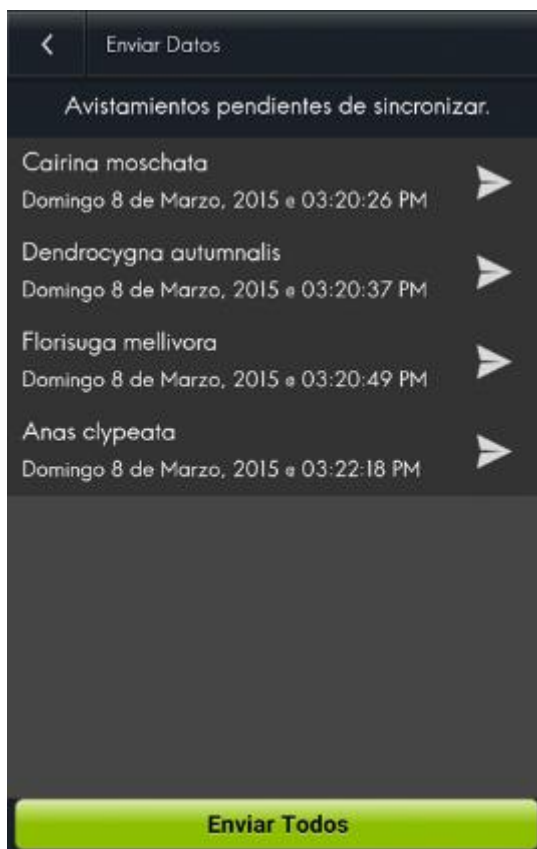 Enviar Datos
Avistamientos pendientes de sincronizar.
Cairina moschata
Domingo 8 de Marzo, 2015 @ 03:20:26 PM
Dendrocygna autumnalis
Domingo 8 de Marzo, 2015 @ 03:20:37 PM
Florisuga mellivora
Domingo 8 de Marzo, 2015 @ 03:20:49 PM
Anas clypeata
Domingo 8 de Marzo, 2015 @ 03:22:18 PM
Enviar Todos